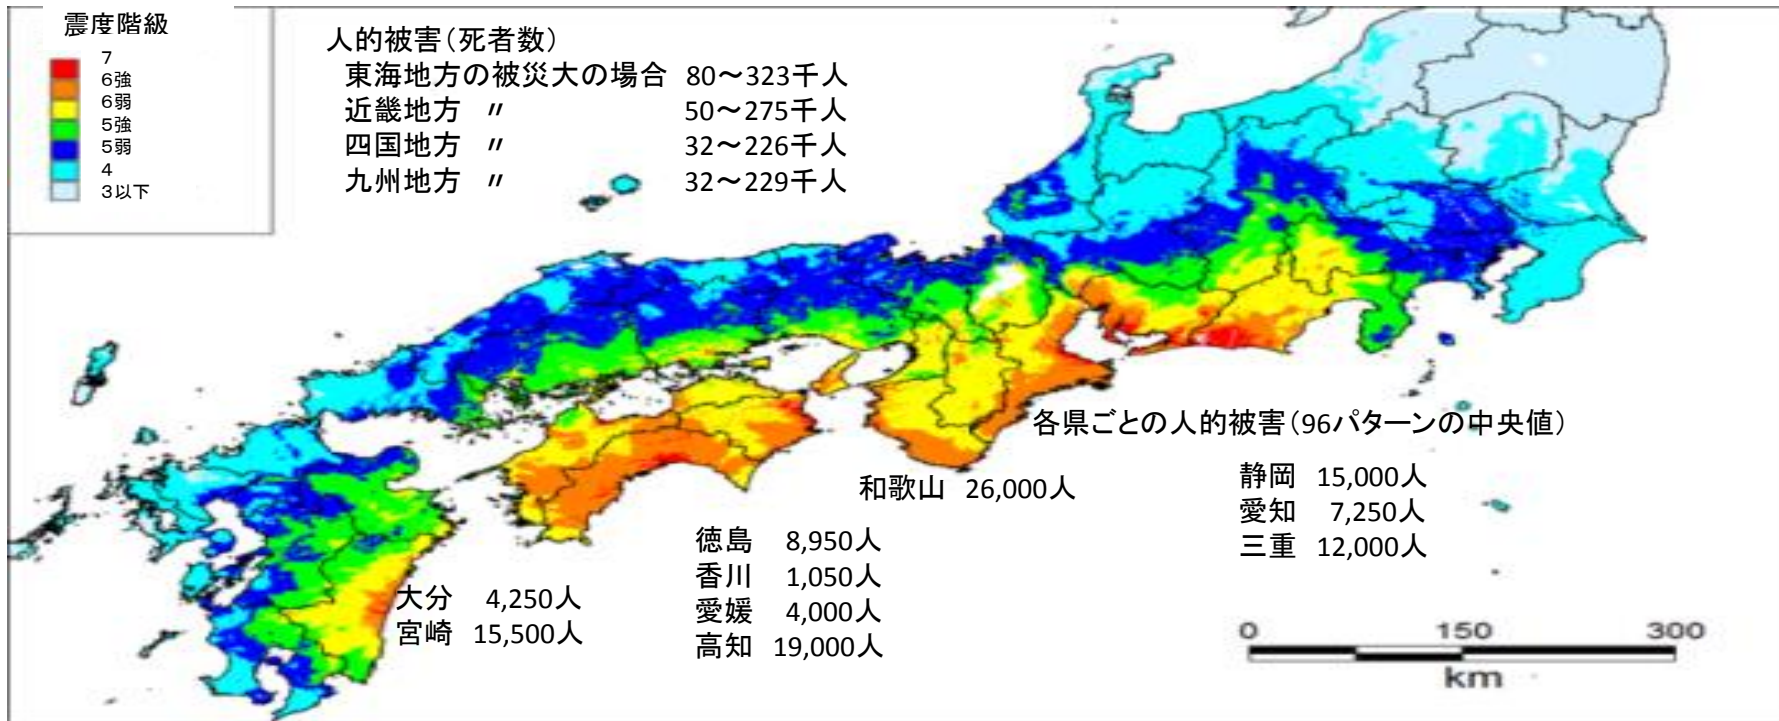 震度階級
7
6強
6弱
5強
5弱
4
3以下
人的被害(死者数)
東海地方の被災大の場合 80～323千人
近畿地方 〃 50～275千人
四国地方 〃 32～226千人
九州地方 〃 32～229千人
各県ごとの人的被害(96パターンの中央値)
静岡 15,000人
愛知 7,250人
三重 12,000人
和歌山 26,000人
徳島 8,950人
香川 1,050人
愛媛 4,000人
高知 19,000人
大分 4,250人
宮崎 15,500人
0 150 300
km